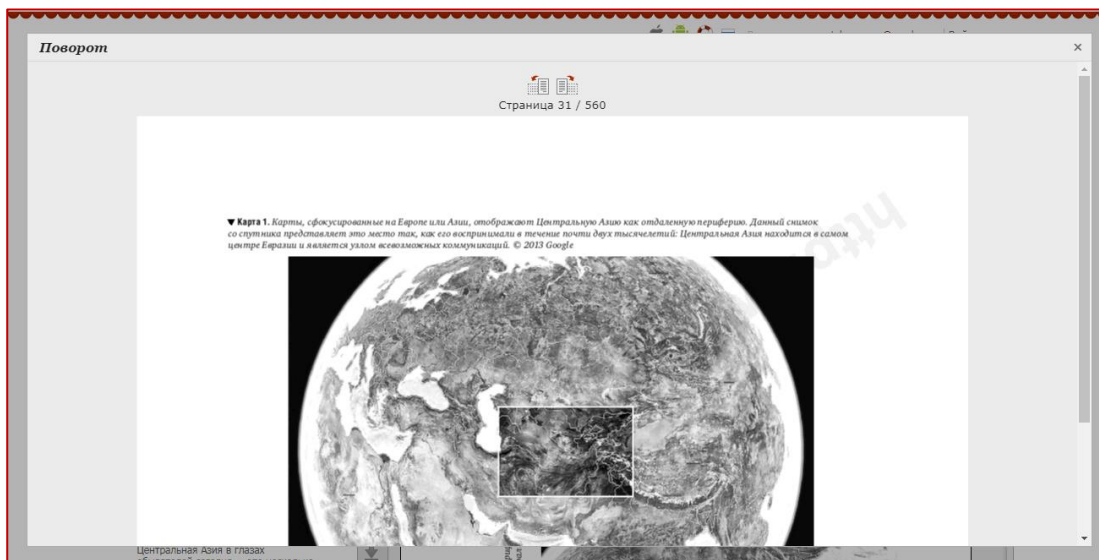 Поворот
×
Страница 31 / 560
▼ Карта 1. Карты, сфокусированные на Европе или Азии, отображают Центральную Азию как отдаленную периферию. Данный снимок
со спутника представляет это место так, как его воспринимали в течение почти двух тысячелетий: Центральная Азия находится в самом
центре Евразии и является узлом всевозможных коммуникаций. © 2013 Google
http
Центральная Азия в глазах